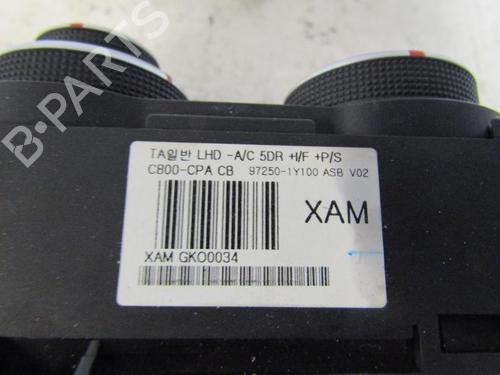 B-PARTS
TA일반 LHD -A/C 5DR +H/F +P/S
C800-CPA CB 97250-1Y100 ASB V02
XAM
XAM GKO0034